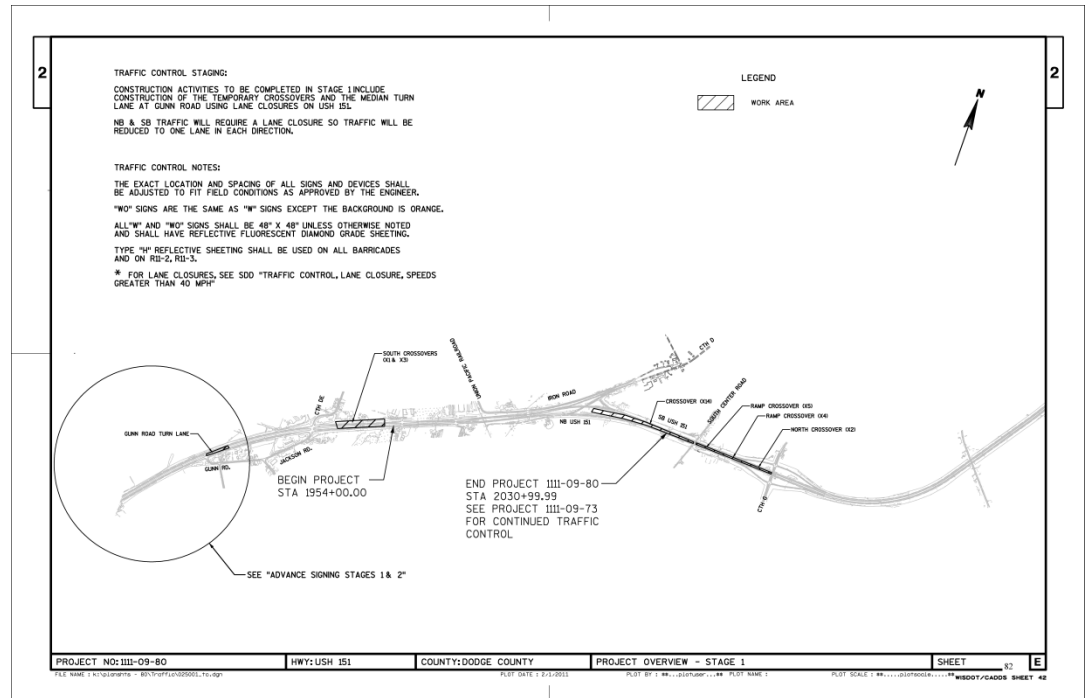 2
2
TRAFFIC CONTROL STAGING:
CONSTRUCTION ACTIVITIES TO BE COMPLETED IN STAGE 1 INCLUDE
CONSTRUCTION OF THE TEMPORARY CROSSOVERS AND THE MEDIAN TURN
LANE AT GUNN ROAD USING LANE CLOSURES ON USH 151.
NB & SB TRAFFIC WILL REQUIRE A LANE CLOSURE SO TRAFFIC WILL BE
REDUCED TO ONE LANE IN EACH DIRECTION.
TRAFFIC CONTROL NOTES:
THE EXACT LOCATION AND SPACING OF ALL SIGNS AND DEVICES SHALL
BE ADJUSTED TO FIT FIELD CONDITIONS AS APPROVED BY THE ENGINEER.
"WO" SIGNS ARE THE SAME AS "W" SIGNS EXCEPT THE BACKGROUND IS ORANGE.
ALL"W" AND "WO" SIGNS SHALL BE 48" X 48" UNLESS OTHERWISE NOTED
AND SHALL HAVE REFLECTIVE FLUORESCENT DIAMOND GRADE SHEETING.
TYPE "H" REFLECTIVE SHEETING SHALL BE USED ON ALL BARRICADES
AND ON R11-2, R11-3.
* FOR LANE CLOSURES, SEE SDD "TRAFFIC CONTROL, LANE CLOSURE, SPEEDS
GREATER THAN 40 MPH"
LEGEND
WORK AREA
N
SOUTH CROSSOVERS
(X1 & X3)
UNION PACIFIC RAILROAD
CTH DE
IRON ROAD
CTH D
SOUTH CENTER ROAD
CROSSOVER (X14)
RAMP CROSSOVER (X5)
RAMP CROSSOVER (X4)
NORTH CROSSOVER (X2)
SB USH 151
NB USH 151
GUNN ROAD TURN LANE
GUNN RD.
JACKSON RD.
BEGIN PROJECT
STA 1954+00.00
END PROJECT 1111-09-80
STA 2030+99.99
SEE PROJECT 1111-09-73
FOR CONTINUED TRAFFIC
CONTROL
CTH O
SEE "ADVANCE SIGNING STAGES 1 & 2"
PROJECT NO: 1111-09-80
HWY: USH 151
COUNTY: DODGE COUNTY
PROJECT OVERVIEW - STAGE 1
SHEET 82
E
PLOT DATE : 2/1/2011
PLOT NAME :
WISDOT/CADDS SHEET 42